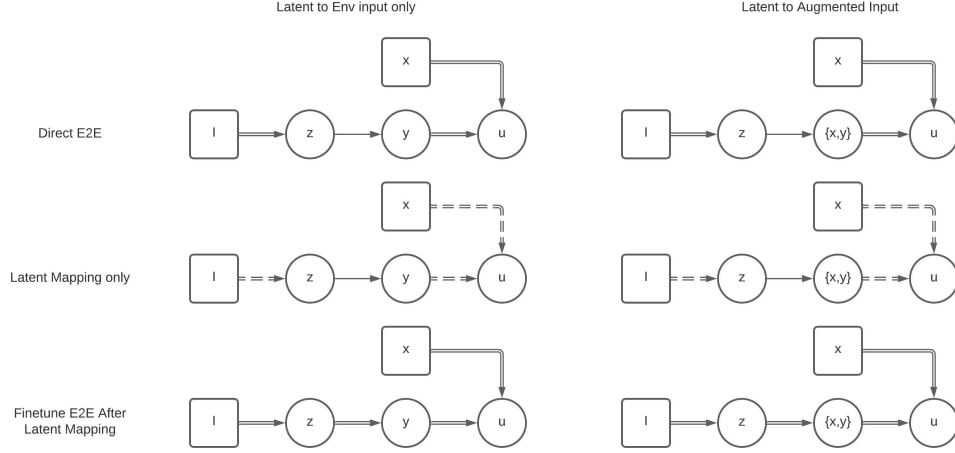 Latent to Env input only
Latent to Augmented Input
x
x
Direct E2E
I
z
y
u
I
z
{x,y}
u
x
x
Latent Mapping only
I
z
y
u
I
z
{x,y}
u
x
x
Finetune E2E After
Latent Mapping
I
z
y
u
I
z
{x,y}
u